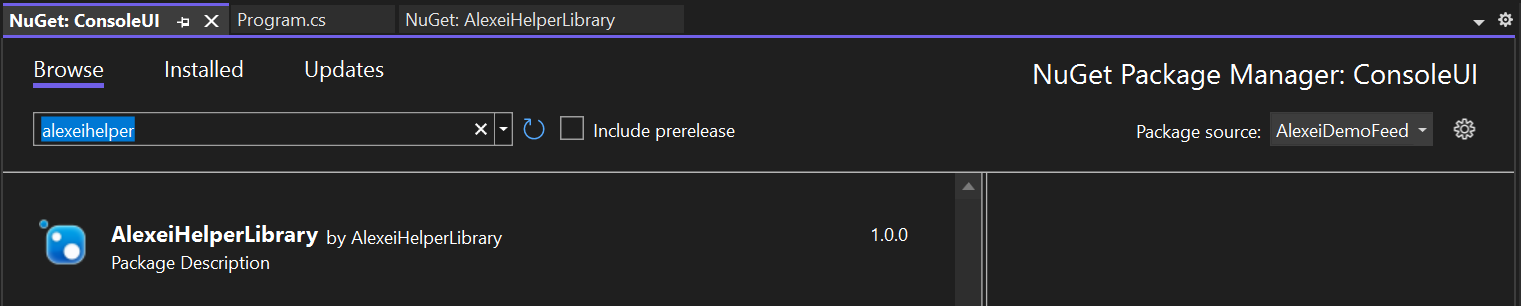 NuGet: ConsoleUI Program.cs NuGet: AlexeiHelperLibrary
Browse Installed Updates
NuGet Package Manager: ConsoleUI
alexeihelper Include prerelease Package source: AlexeiDemoFeed
AlexeiHelperLibrary by AlexeiHelperLibrary 1.0.0
Package Description